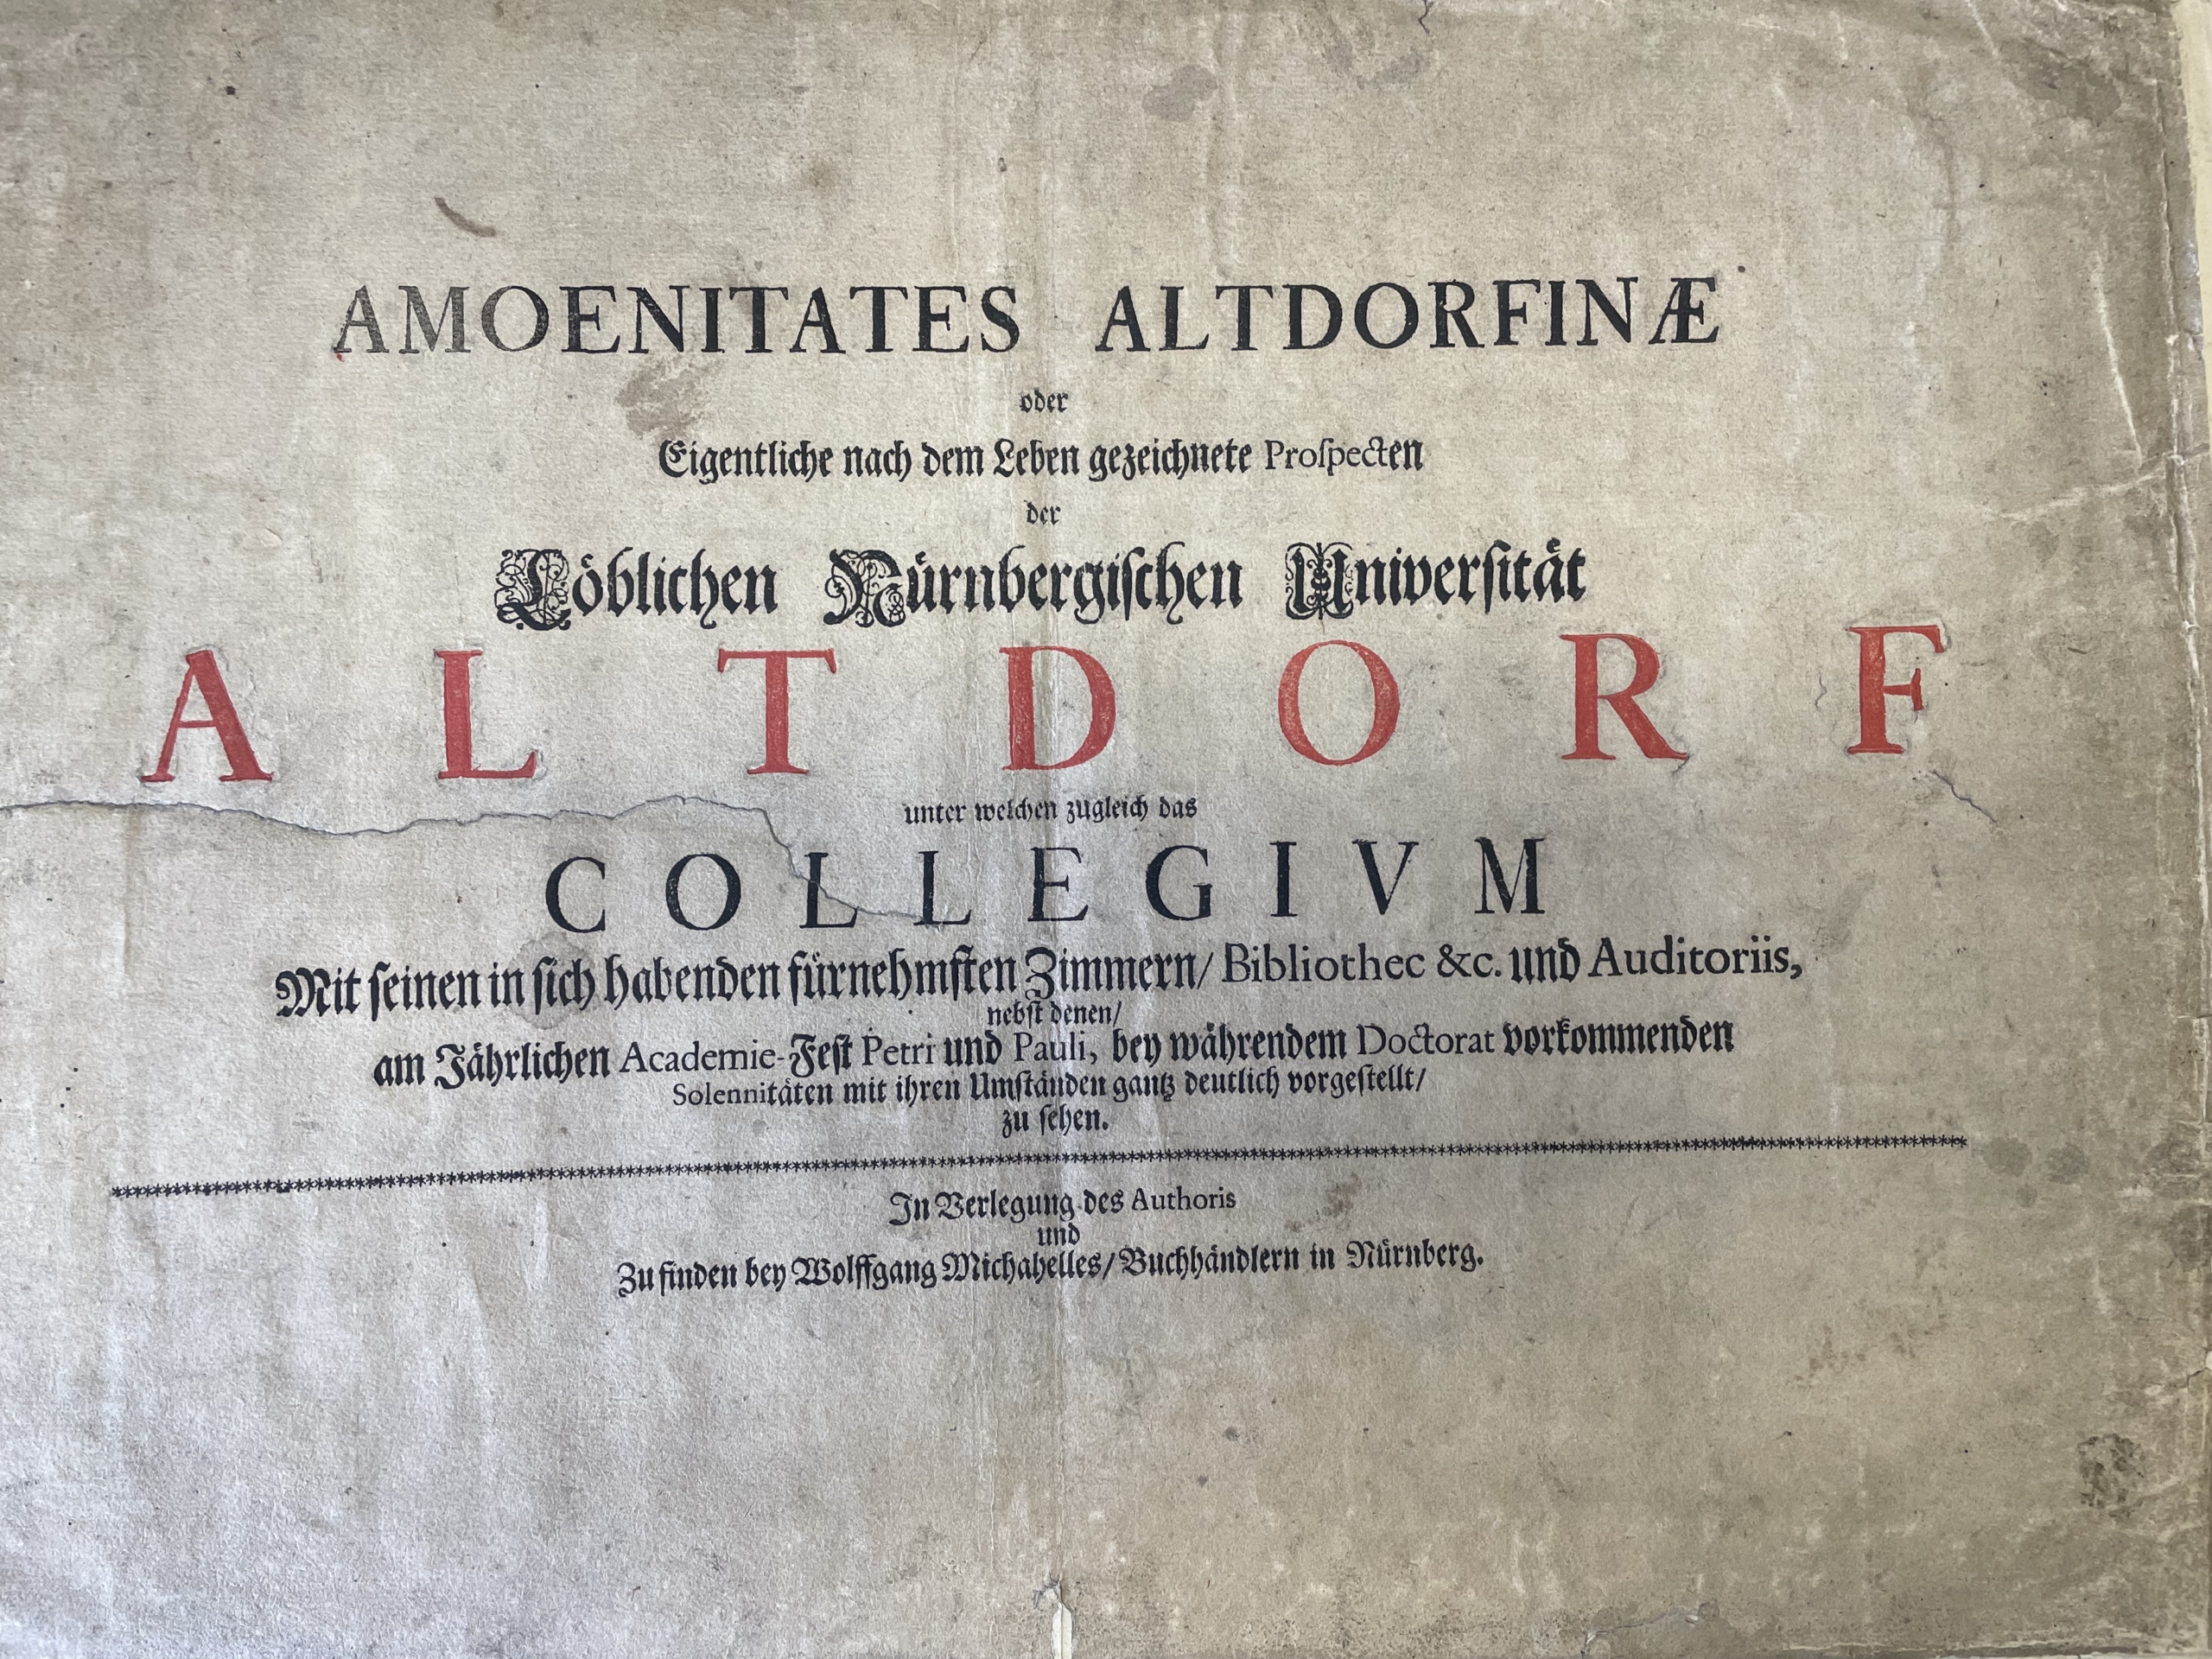 AMOENITATES ALTDORFINÆ
oder
Eigentliche nach dem Leben gezeichnete Proſpecten
der
Löblichen Nürnbergiſchen Univerſität
ALTDORF
unter welchen zugleich das
COLLEGIVM
Mit ſeinen in ſich habenden fürnehmſten Zimmern/ Bibliothec &c. und Auditoriis,
nebſt denen/
am Jährlichen Academie-Feſt Petri und Pauli, bey währendem Doctorat vorkommenden
Solennitäten mit ihren Umſtänden gantz deutlich vorgeſtellt/
zu ſehen.
In Verlegung des Authoris
und
Zu finden bey Wolffgang Michahelles/ Buchhändlern in Nürnberg.